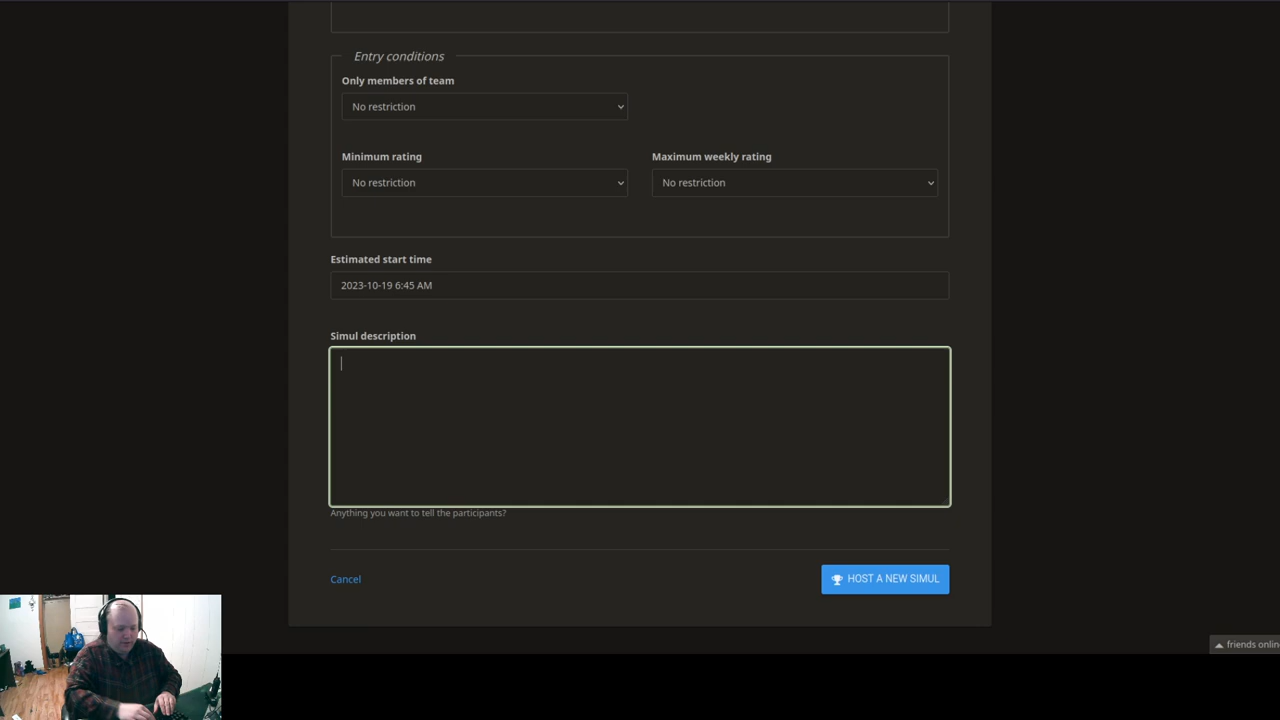 Entry conditions
Only members of team
No restriction
Minimum rating
Maximum weekly rating
No restriction
No restriction
Estimated start time
2023-10-19 6:45 AM
Simul description
Anything you want to tell the participants?
Cancel
HOST A NEW SIMUL
friends onlin